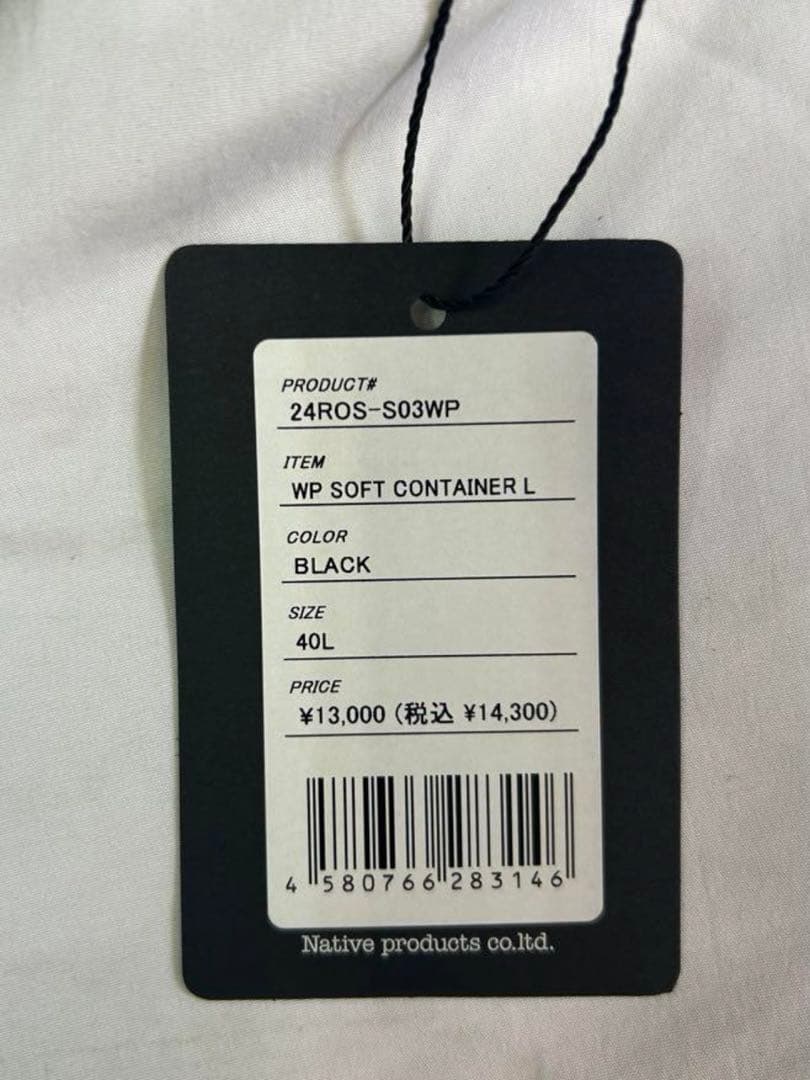 PRODUCT#
24ROS-S03WP
ITEM
WP SOFT CONTAINER L
COLOR
BLACK
SIZE
40L
PRICE
¥13,000 (税込 ¥14,300)
4 580766 283146
Native products co.ltd.